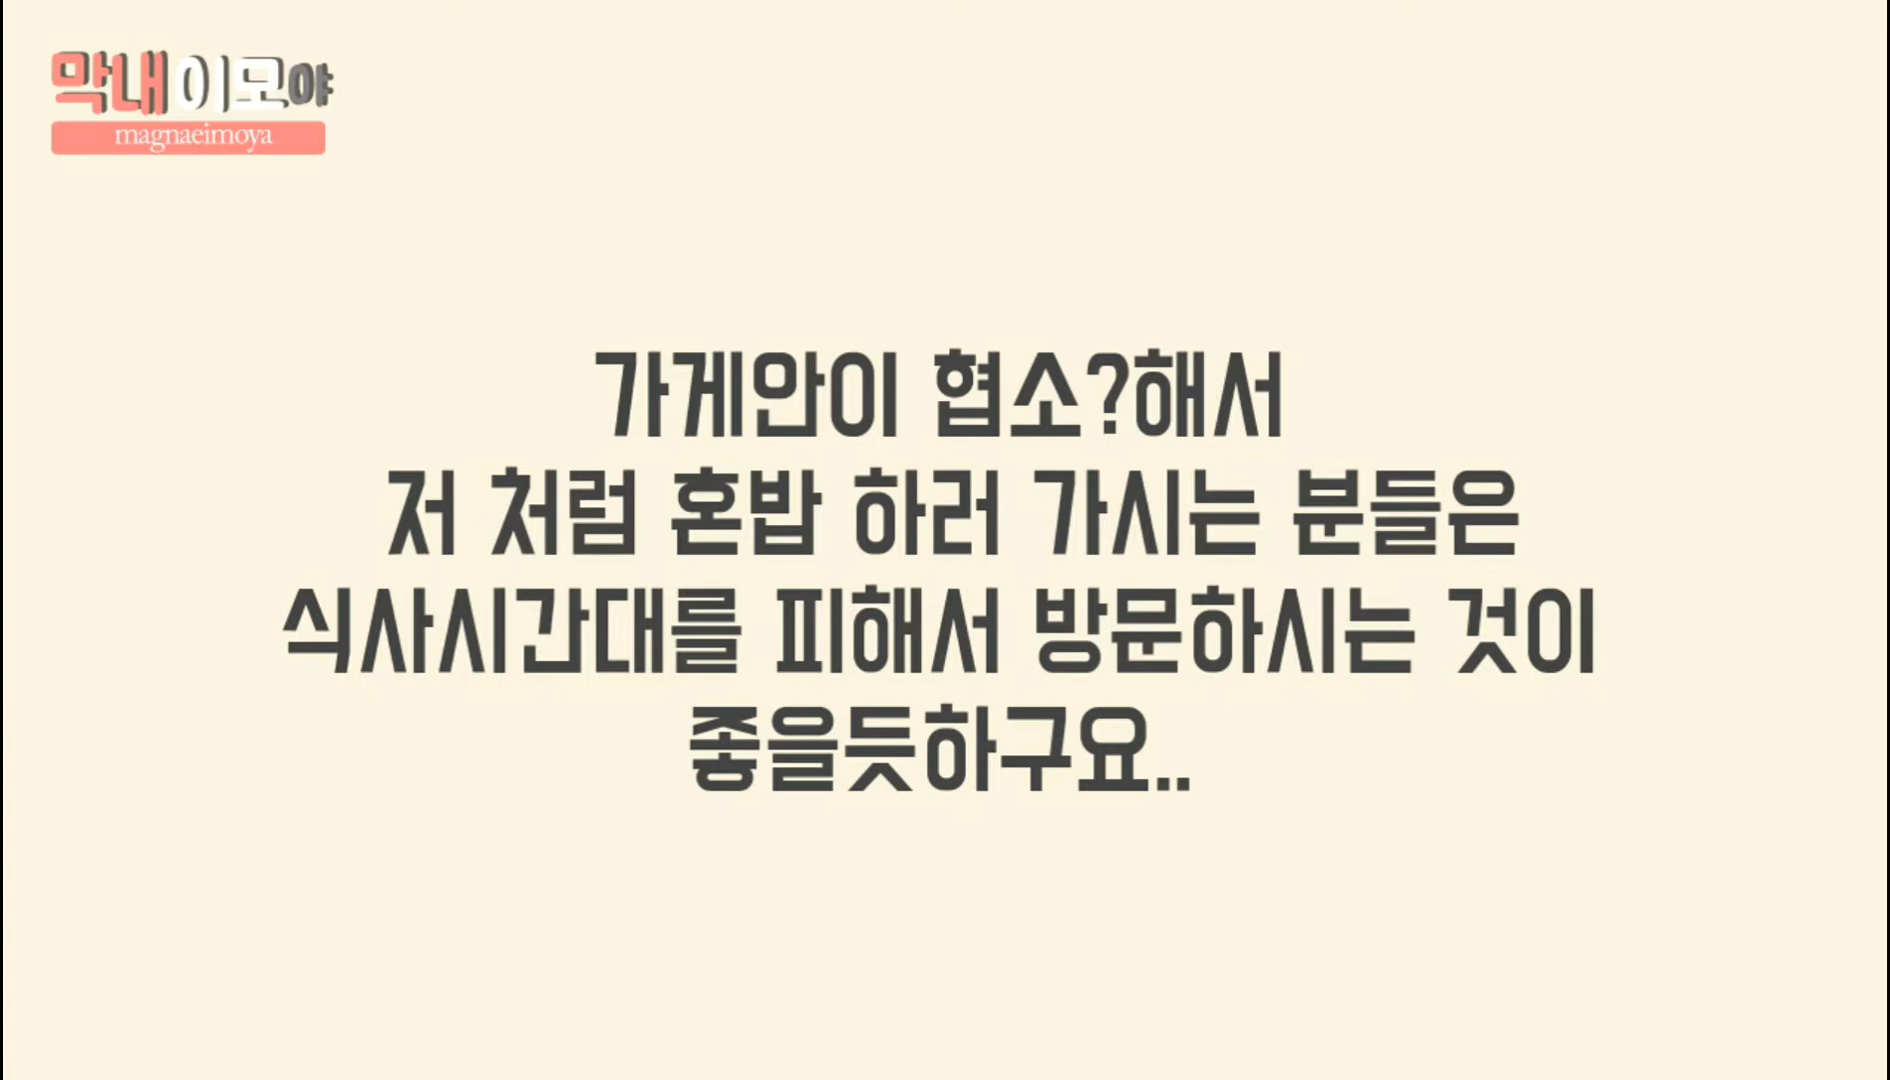 막내이모야
magnaeimoya
가게안이 협소?해서
저 처럼 혼밥 하러 가시는 분들은
식사시간대를 피해서 방문하시는 것이
좋을듯하구요..